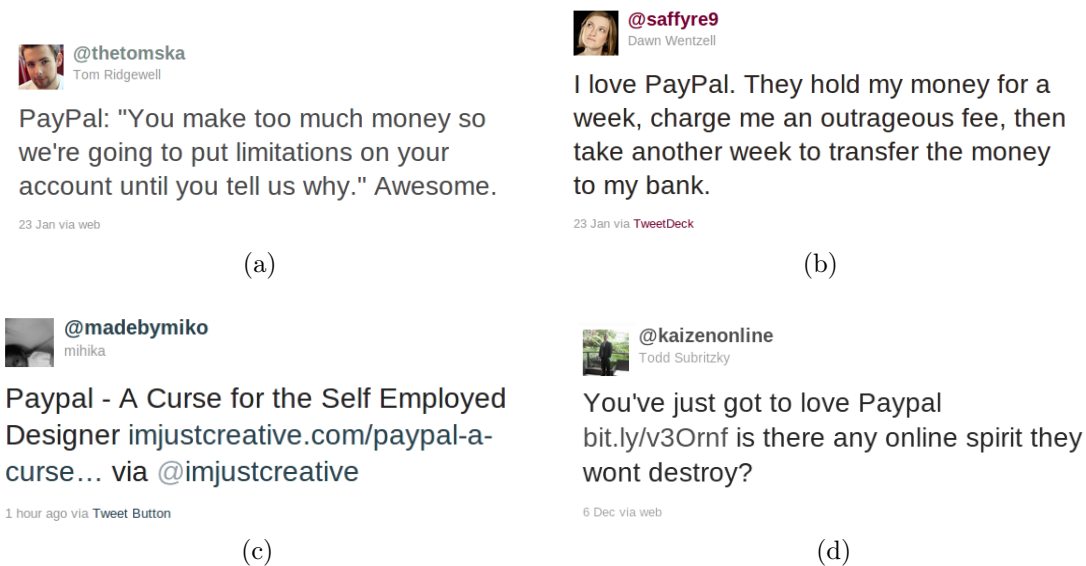 @thetomska
Tom Ridgewell
PayPal: "You make too much money so
we're going to put limitations on your
account until you tell us why." Awesome.
23 Jan via web
(a)
@saffyre9
Dawn Wentzell
I love PayPal. They hold my money for a
week, charge me an outrageous fee, then
take another week to transfer the money
to my bank.
23 Jan via TweetDeck
(b)
@madebymiko
mihika
Paypal - A Curse for the Self Employed
Designer imjustcreative.com/paypal-a-
curse… via @imjustcreative
1 hour ago via Tweet Button
(c)
@kaizenonline
Todd Subritzky
You've just got to love Paypal
bit.ly/v3Ornf is there any online spirit they
wont destroy?
6 Dec via web
(d)